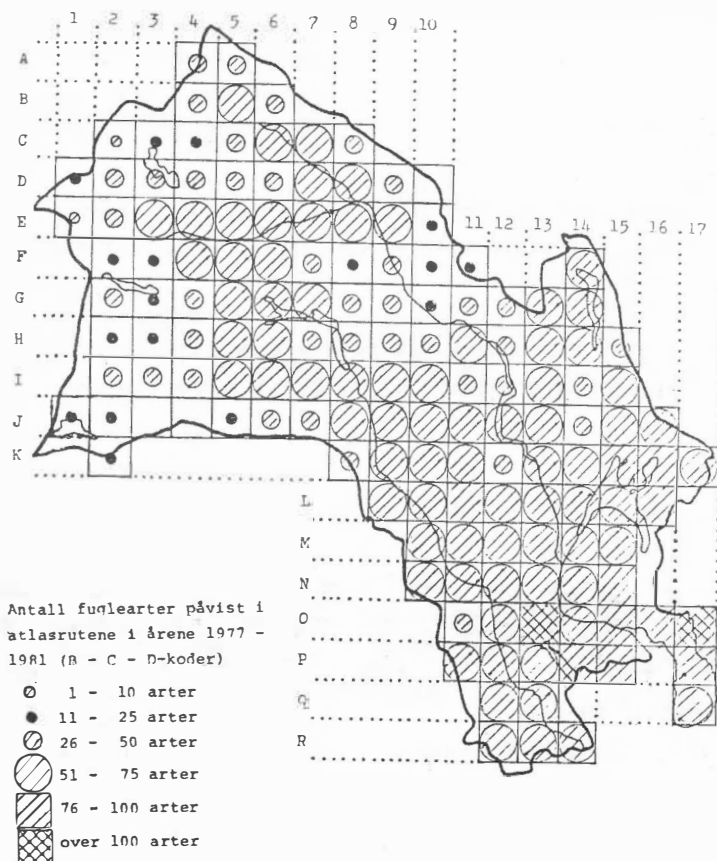 1 2 3 4 5 6 7 8 9 10
A
B
C
D
E
11 12 13 14 15 16 17
F
G
H
I
J
K
L
M
N
Antall fuglearter påvist i
O
atlasrutene i årene 1977 -
1981 (B - C - D-koder)
P
1 - 10 arter
Q
11 - 25 arter
26 - 50 arter
R
51 - 75 arter
76 - 100 arter
over 100 arter